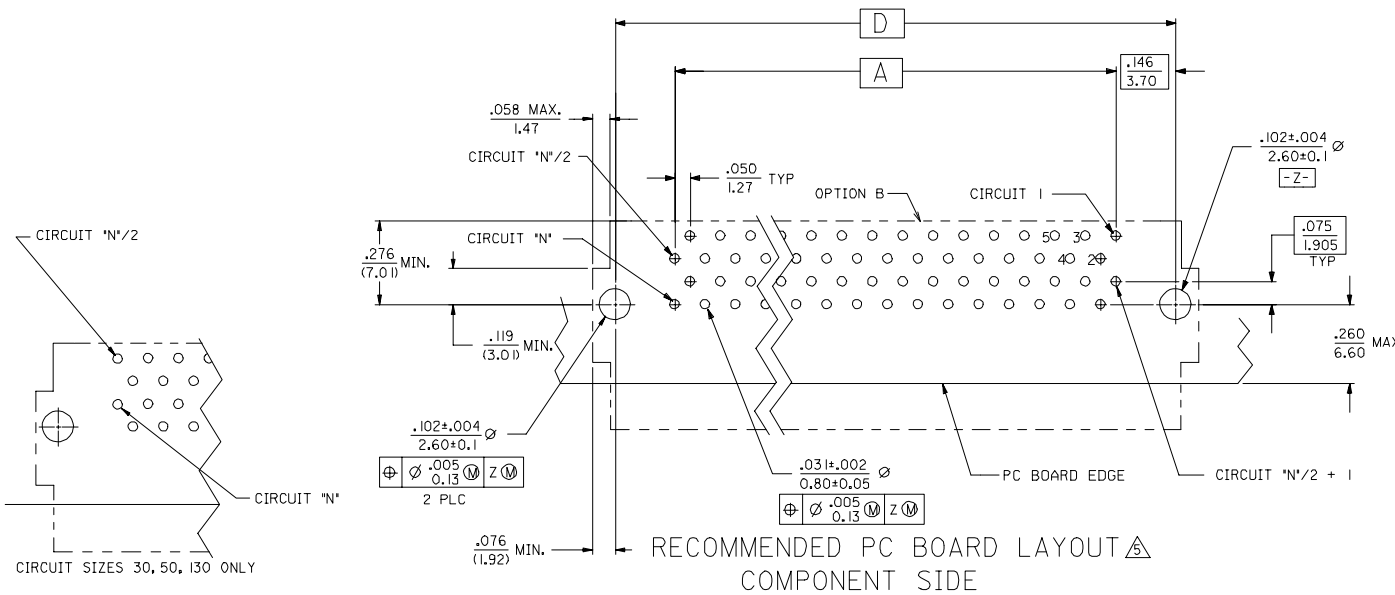 D
A
.146
3.70
.058 MAX.
1.47
CIRCUIT "N"/2
.050
1.27 TYP
.102±.004
2.60±0.1 Ø
-Z-
OPTION B
CIRCUIT 1
CIRCUIT "N"/2
CIRCUIT "N"
5 3
4 2
.075
1.905
TYP
.276
(7.01) MIN.
.119
(3.01) MIN.
.260
6.60 MAX
.102±.004
2.60±0.1 Ø
⌖ Ø .005 Ⓜ Z Ⓜ
0.13
2 PLC
.031±.002
0.80±0.05 Ø
⌖ Ø .005 Ⓜ Z Ⓜ
0.13
PC BOARD EDGE
CIRCUIT "N"/2 + 1
CIRCUIT "N"
.076
(1.92) MIN.
RECOMMENDED PC BOARD LAYOUT 5
COMPONENT SIDE
CIRCUIT SIZES 30, 50, 130 ONLY